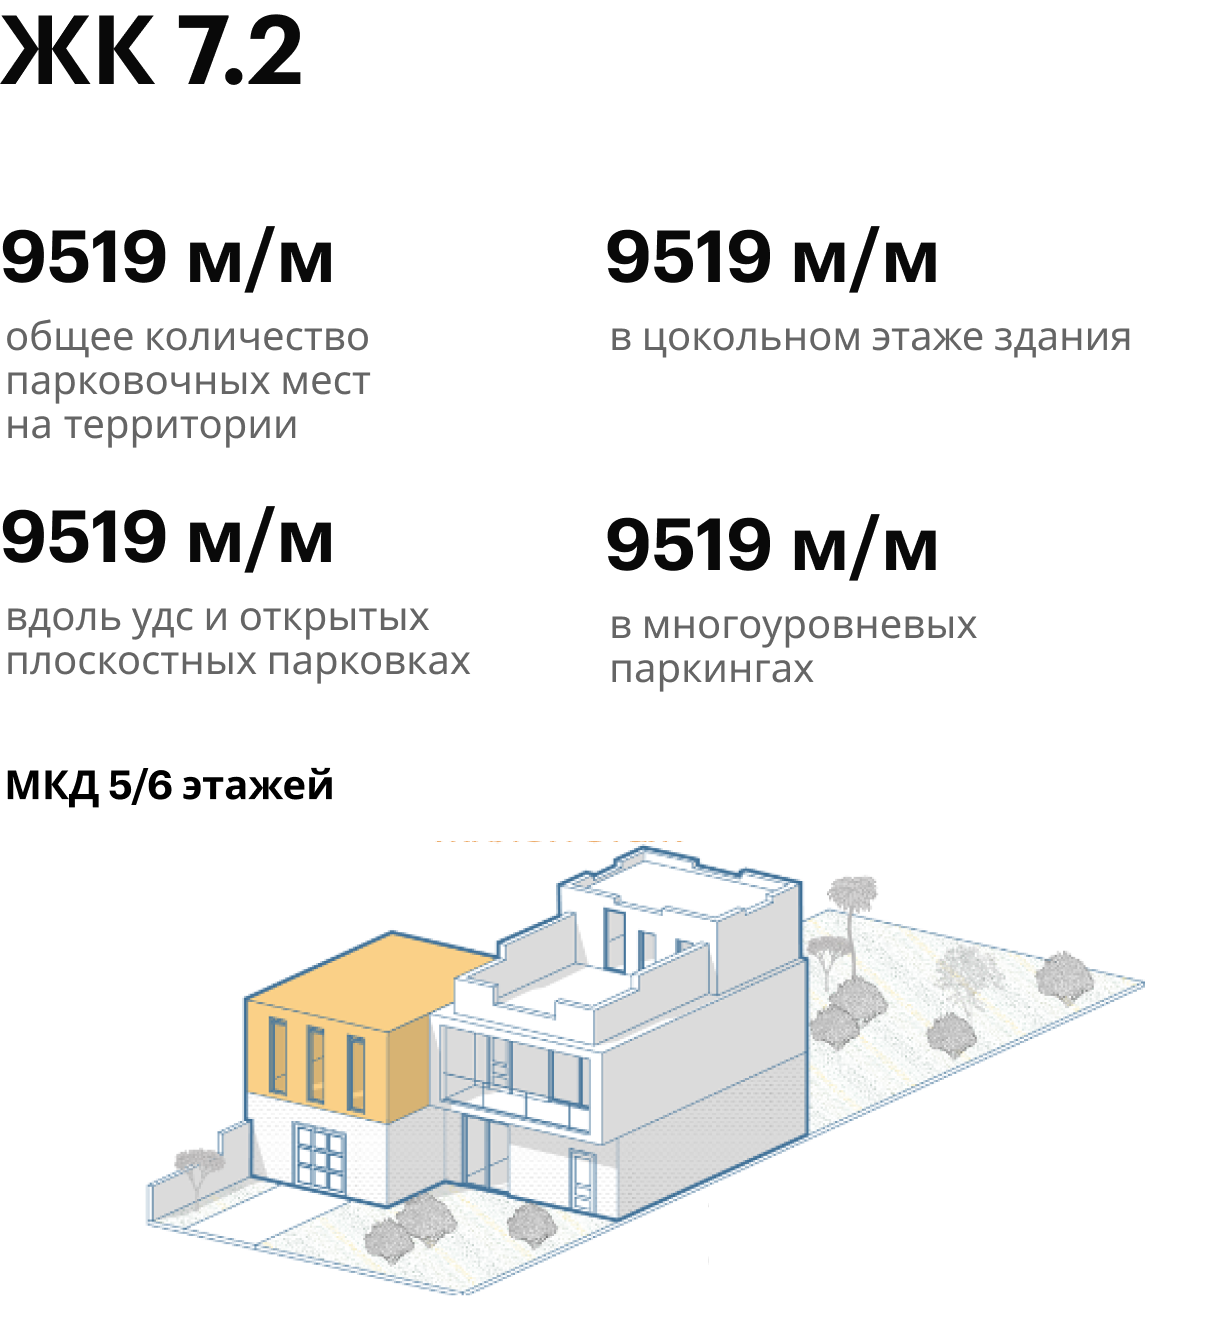 ЖК 7.2
9519 м/м
общее количество
парковочных мест
на территории
9519 м/м
в цокольном этаже здания
9519 м/м
вдоль удс и открытых
плоскостных парковках
9519 м/м
в многоуровневых
паркингах
МКД 5/6 этажей